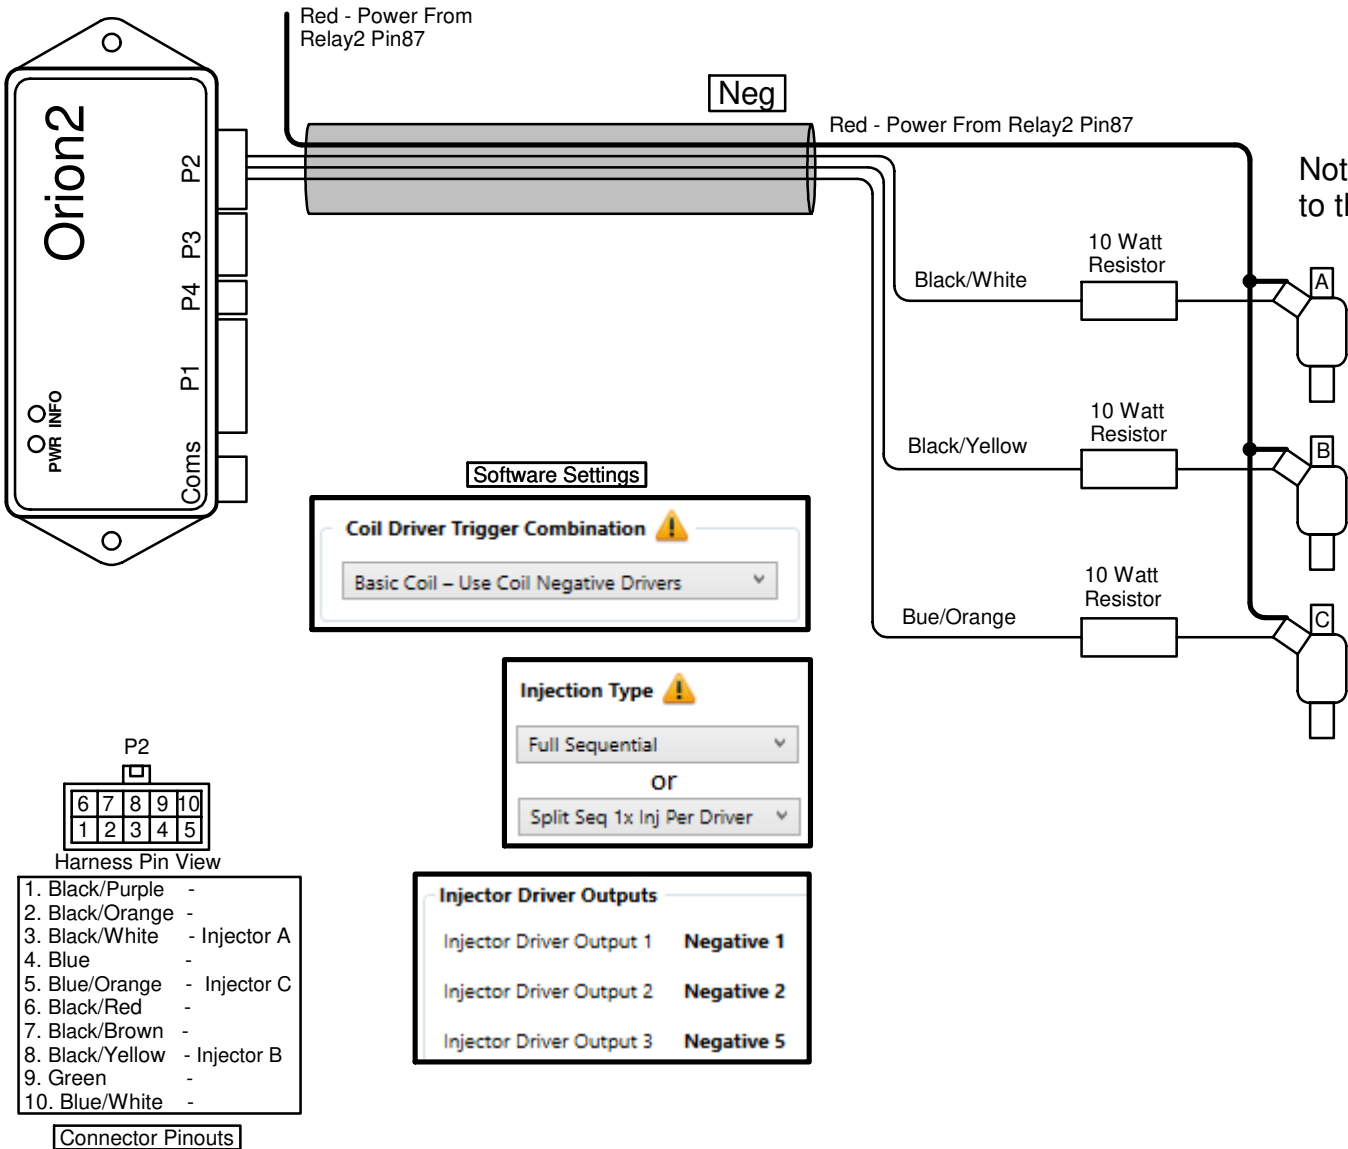 Red - Power From
Relay2 Pin87
Neg
Red - Power From Relay2 Pin87
Orion2
P2
P3
P4
P1
Coms
INFO
PWR
10 Watt
Resistor
Black/White
A
10 Watt
Resistor
Black/Yellow
B
10 Watt
Resistor
Bue/Orange
C
Software Settings
Coil Driver Trigger Combination
Basic Coil – Use Coil Negative Drivers
Injection Type
Full Sequential
or
Split Seq 1x Inj Per Driver
Injector Driver Outputs
Injector Driver Output 1 Negative 1
Injector Driver Output 2 Negative 2
Injector Driver Output 3 Negative 5
P2
6 7 8 9 10
1 2 3 4 5
Harness Pin View
1. Black/Purple -
2. Black/Orange -
3. Black/White - Injector A
4. Blue -
5. Blue/Orange - Injector C
6. Black/Red -
7. Black/Brown -
8. Black/Yellow - Injector B
9. Green -
10. Blue/White -
Connector Pinouts